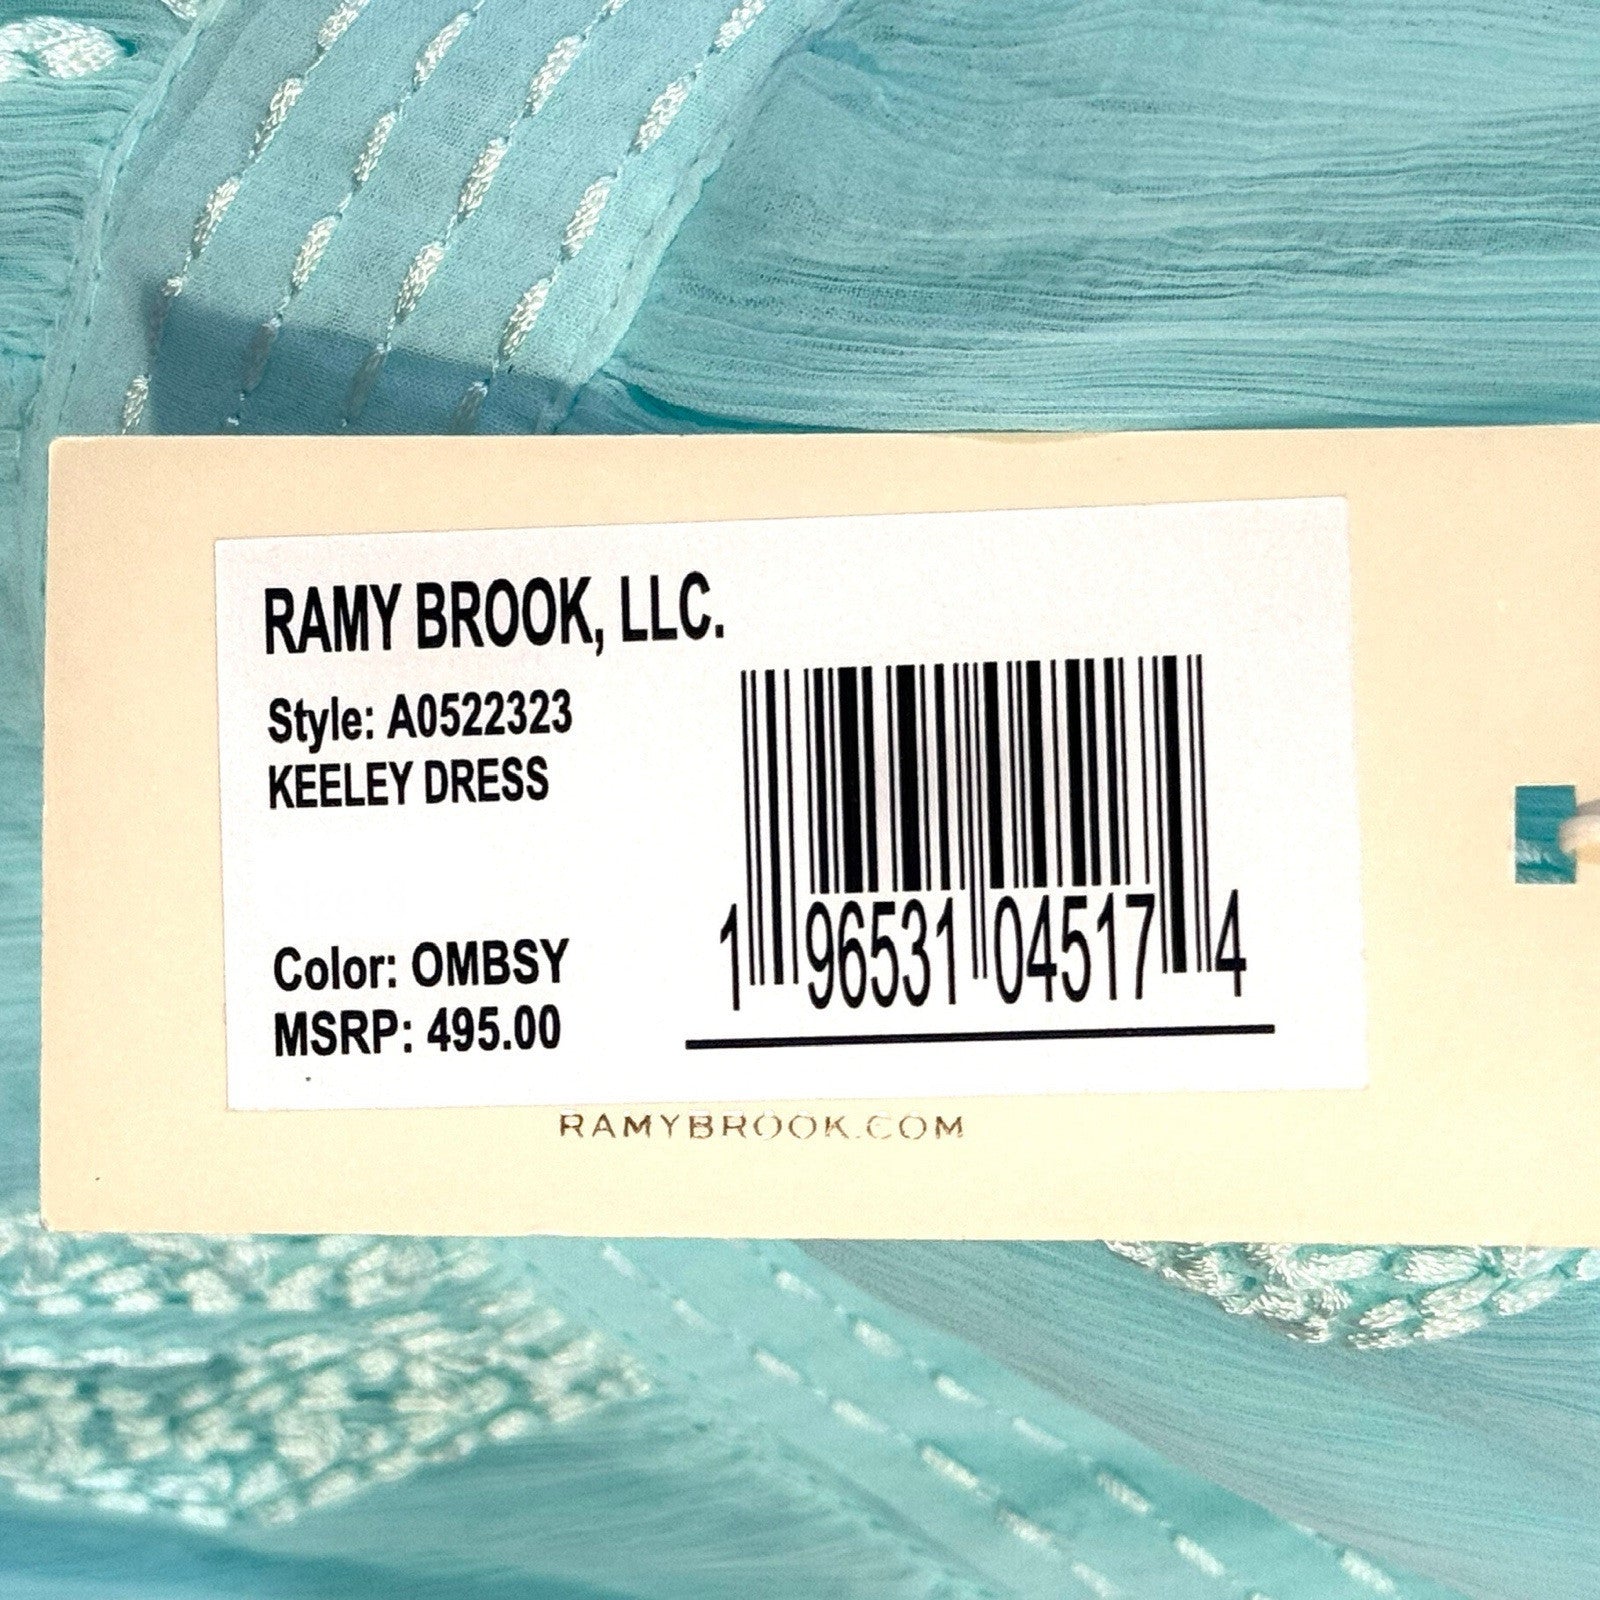 RAMY BROOK, LLC.
Style: A0522323
KEELEY DRESS
Color: OMBSY
MSRP: 495.00
1 96531 04517 4
RAMYBROOK.COM